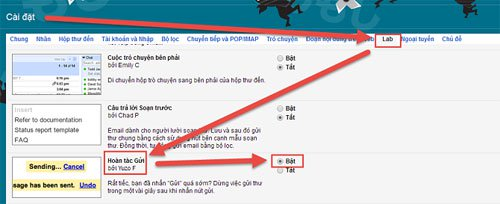 Cài đặt
Chung Nhãn Hộp thư đến Tài khoản và Nhập Bộ lọc Chuyển tiếp và POP/IMAP Trò chuyện Lab Ngoại tuyến Chủ đề
Cuộc trò chuyện bên phải
bởi Emily C
Bật
Tắt
Di chuyển hộp trò chuyện sang bên phải của hộp thư đến.
Insert
Refer to documentation
Status report template
FAQ
Câu trả lời Soạn trước
bởi Chad P
Bật
Tắt
Email dành cho người lười soạn thảo. Lưu và sau đó gửi
thư chung bằng cách sử dụng nút bên cạnh mẫu soạn
thư. Đồng thời, tự động gửi email bằng bộ lọc.
Sending... Cancel
sage has been sent. Undo
Hoàn tác Gửi
bởi Yuzo F
Bật
Tắt
Rất tiếc, bạn đã nhấn "Gửi" quá sớm? Dừng việc gửi thư
trong một vài giây sau khi nhấn nút gửi.